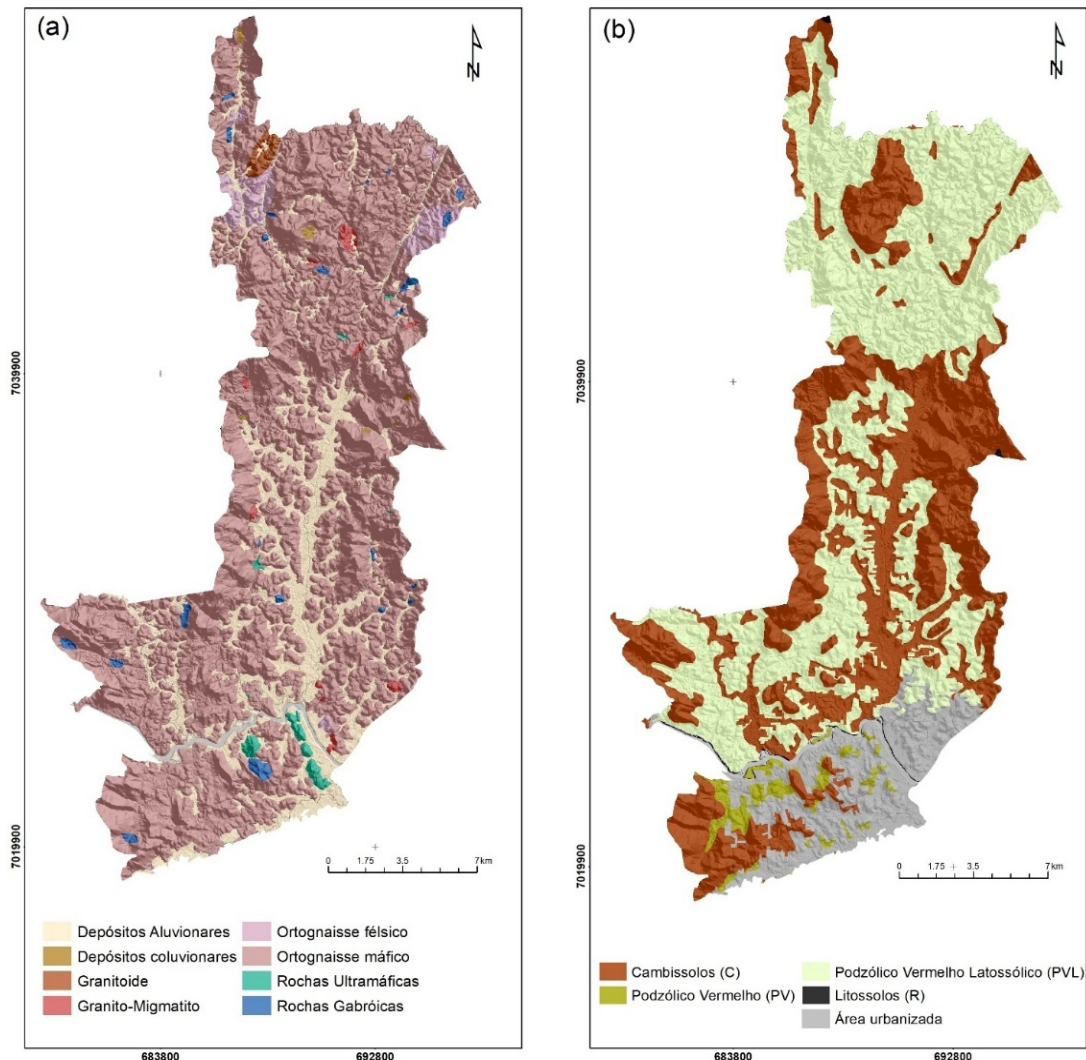 (a)
N
7039900
7019900
0 1.75 3.5 7 km
Depósitos Aluvionares
Depósitos coluvionares
Granitoide
Granito-Migmatito
Ortognaisse félsico
Ortognaisse máfico
Rochas Ultramáficas
Rochas Gabróicas
683800 692800
(b)
N
7039900
7019900
0 1.75 3.5 7 km
Cambissolos (C)
Podzólico Vermelho (PV)
Podzólico Vermelho Latossólico (PVL)
Litossolos (R)
Área urbanizada
683800 692800